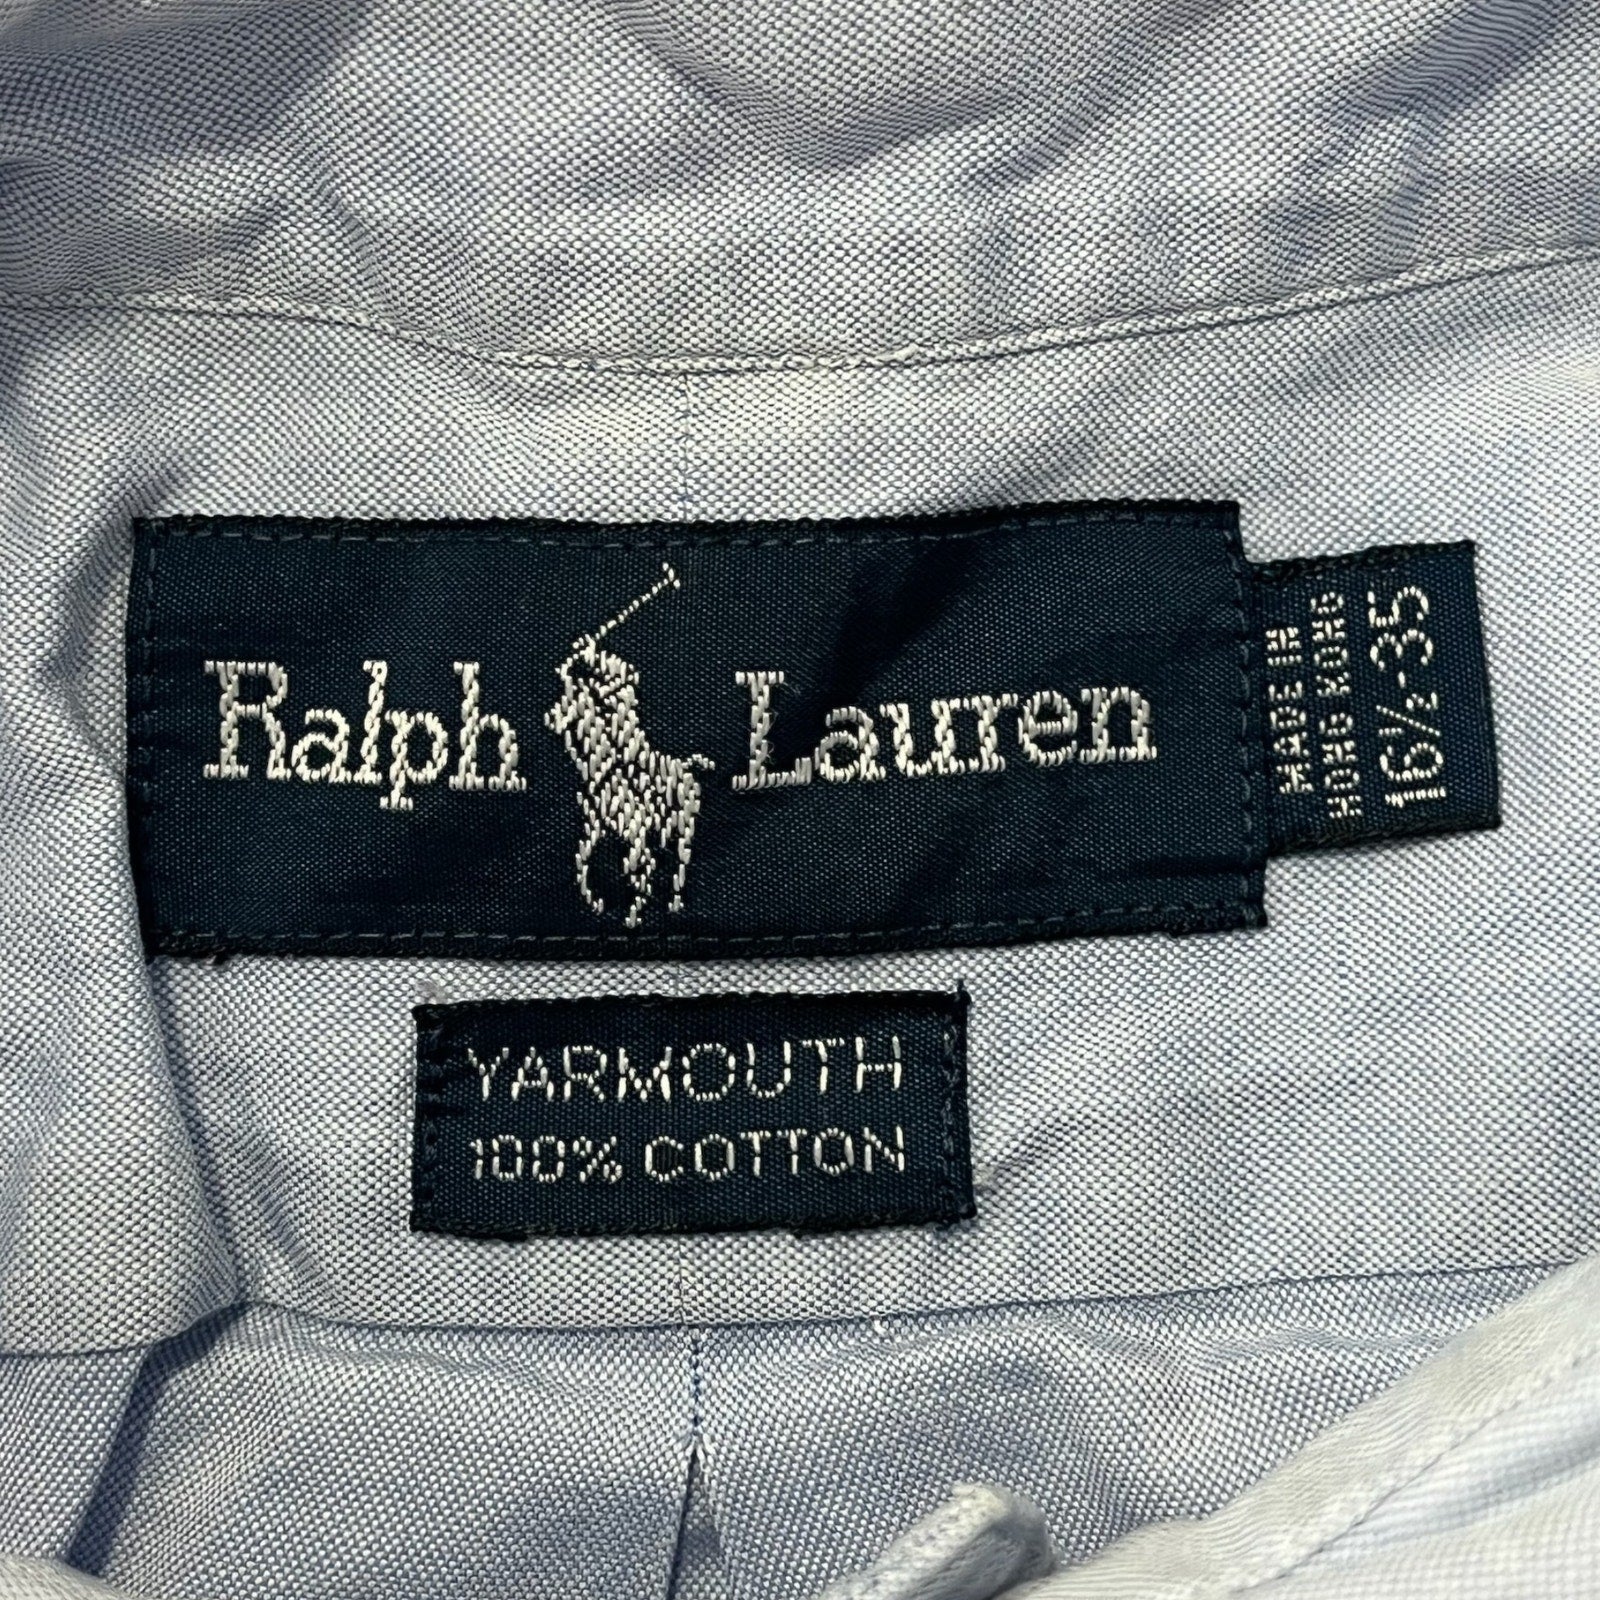 Ralph Lauren
MADE IN
HONG KONG
16½-35
YARMOUTH
100% COTTON